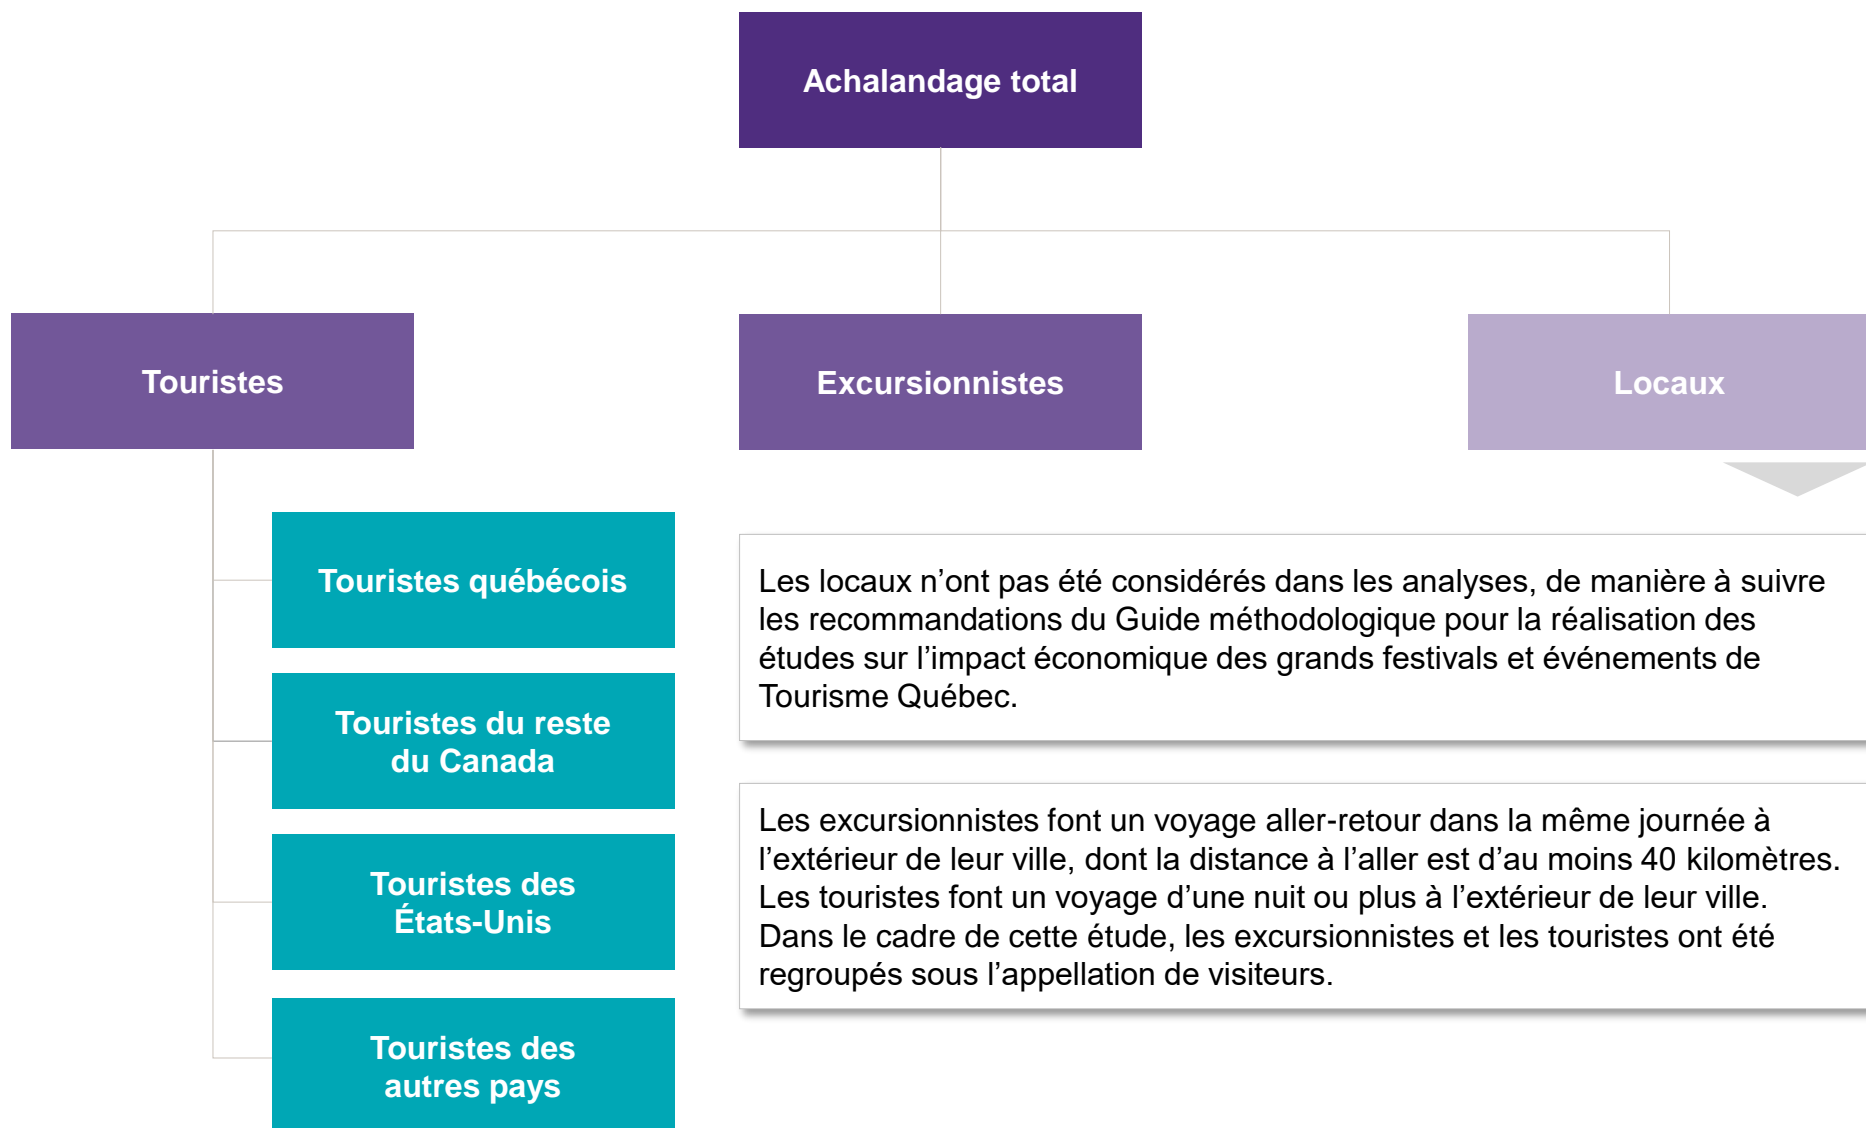 Achalandage total
Touristes
Excursionnistes
Locaux
Touristes québécois
Touristes du reste
du Canada
Touristes des
États-Unis
Touristes des
autres pays
Les locaux n’ont pas été considérés dans les analyses, de manière à suivre
les recommandations du Guide méthodologique pour la réalisation des
études sur l’impact économique des grands festivals et événements de
Tourisme Québec.
Les excursionnistes font un voyage aller-retour dans la même journée à
l’extérieur de leur ville, dont la distance à l’aller est d’au moins 40 kilomètres.
Les touristes font un voyage d’une nuit ou plus à l’extérieur de leur ville.
Dans le cadre de cette étude, les excursionnistes et les touristes ont été
regroupés sous l’appellation de visiteurs.